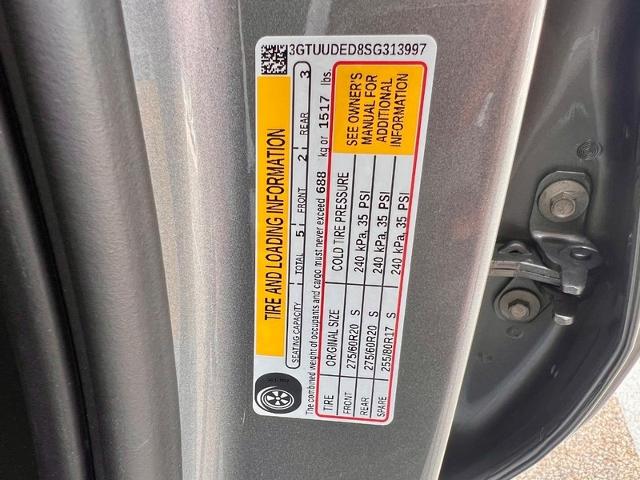 3GTUUDED8SG313997
TIRE AND LOADING INFORMATION
SEATING CAPACITY TOTAL 5 FRONT 2 REAR 3
The combined weight of occupants and cargo must never exceed 688 kg or 1517 lbs.
TIRE ORIGINAL SIZE COLD TIRE PRESSURE
FRONT 275/60R20 S 240 kPa, 35 PSI
REAR 275/60R20 S 240 kPa, 35 PSI
SPARE 255/80R17 S 240 kPa, 35 PSI
SEE OWNER'S
MANUAL FOR
ADDITIONAL
INFORMATION